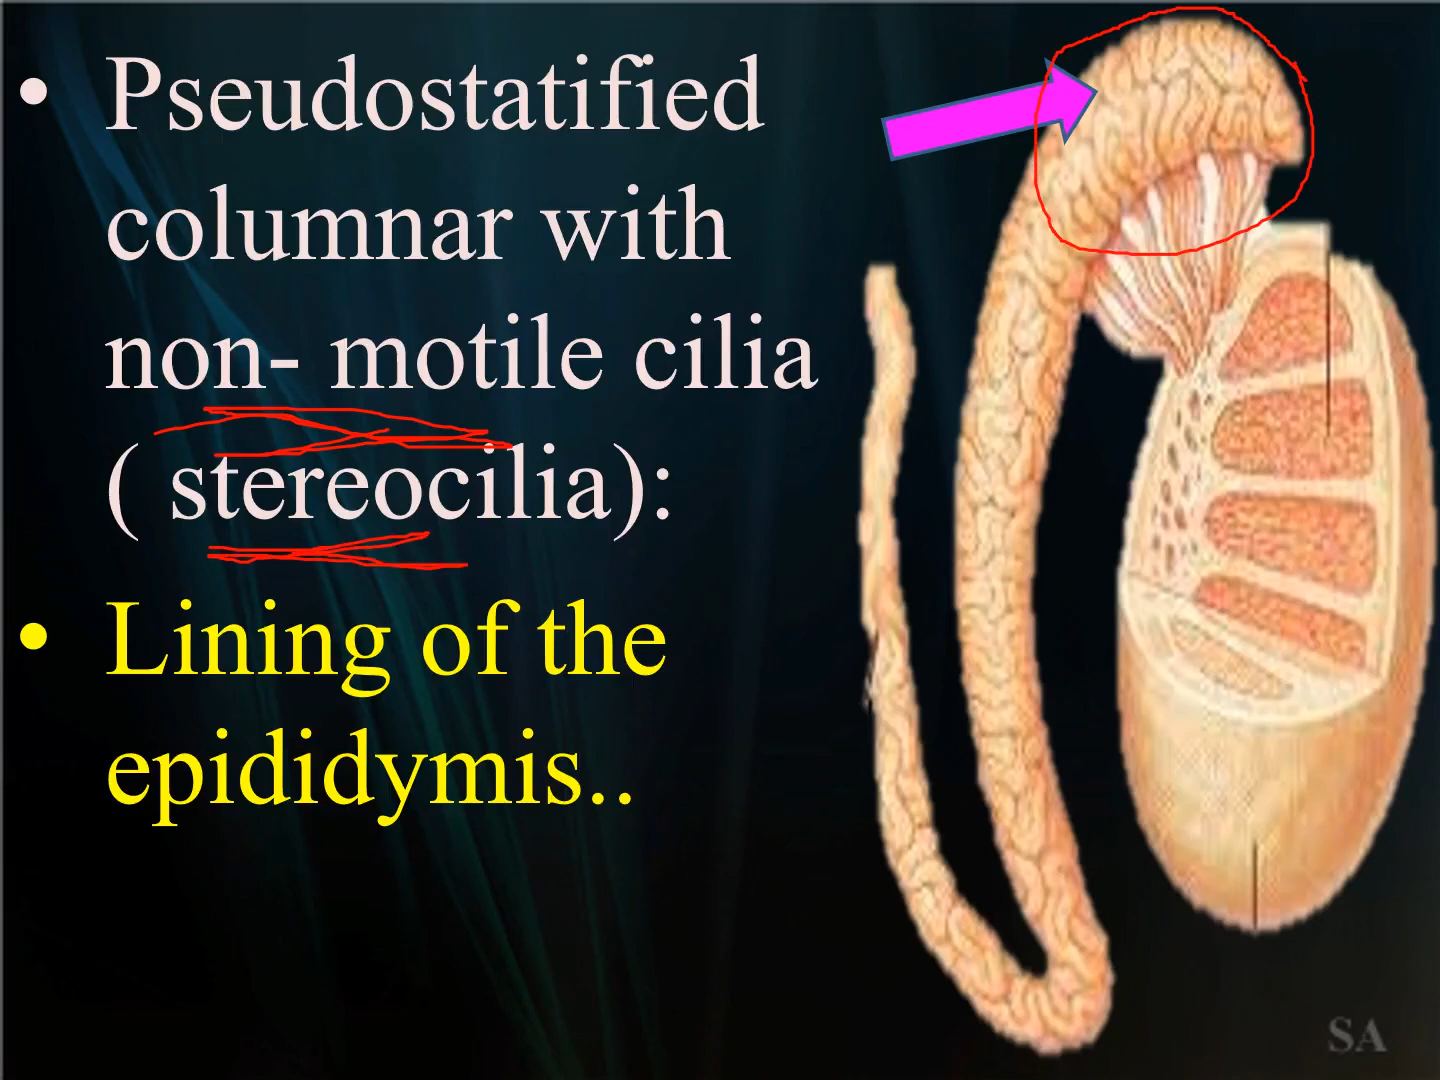 • Pseudostatified
columnar with
non- motile cilia
( stereocilia):
• Lining of the
epididymis..
SA